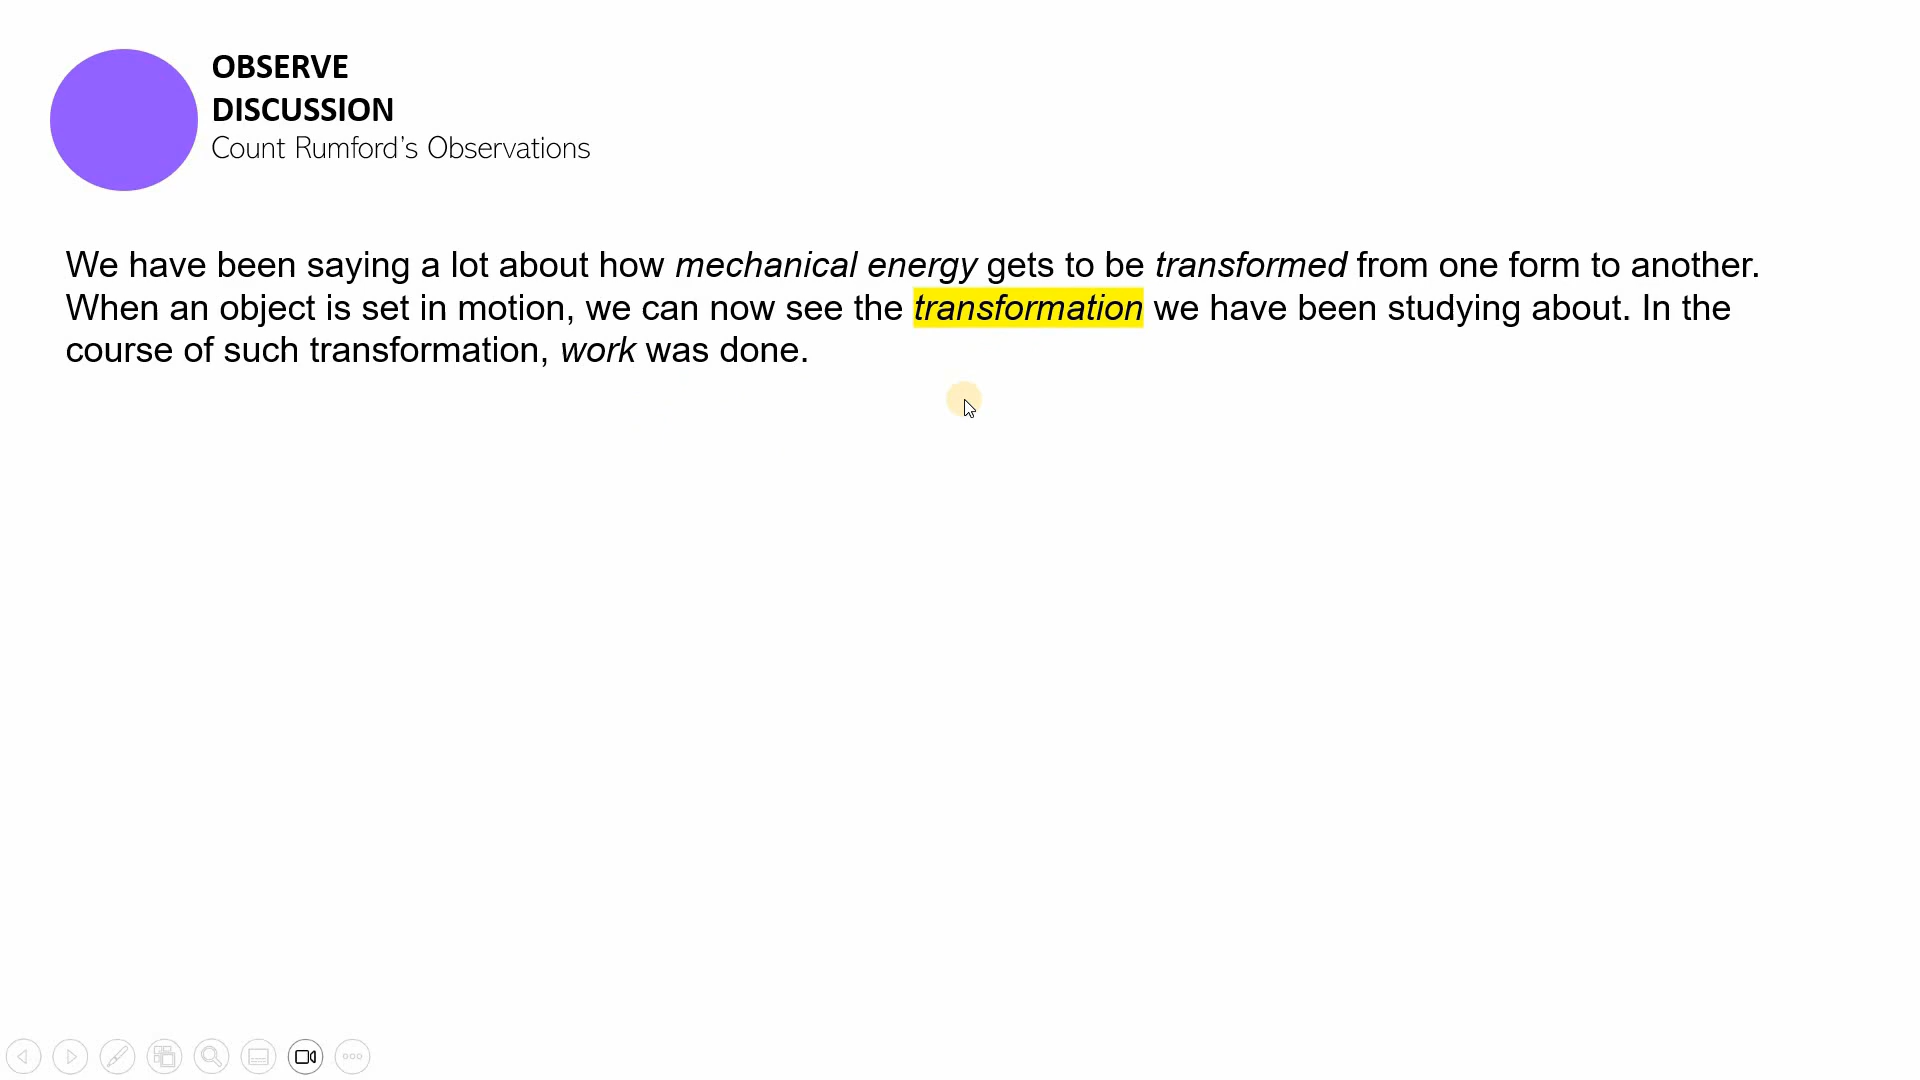 OBSERVE
DISCUSSION
Count Rumford’s Observations
We have been saying a lot about how mechanical energy gets to be transformed from one form to another.
When an object is set in motion, we can now see the transformation we have been studying about. In the
course of such transformation, work was done.